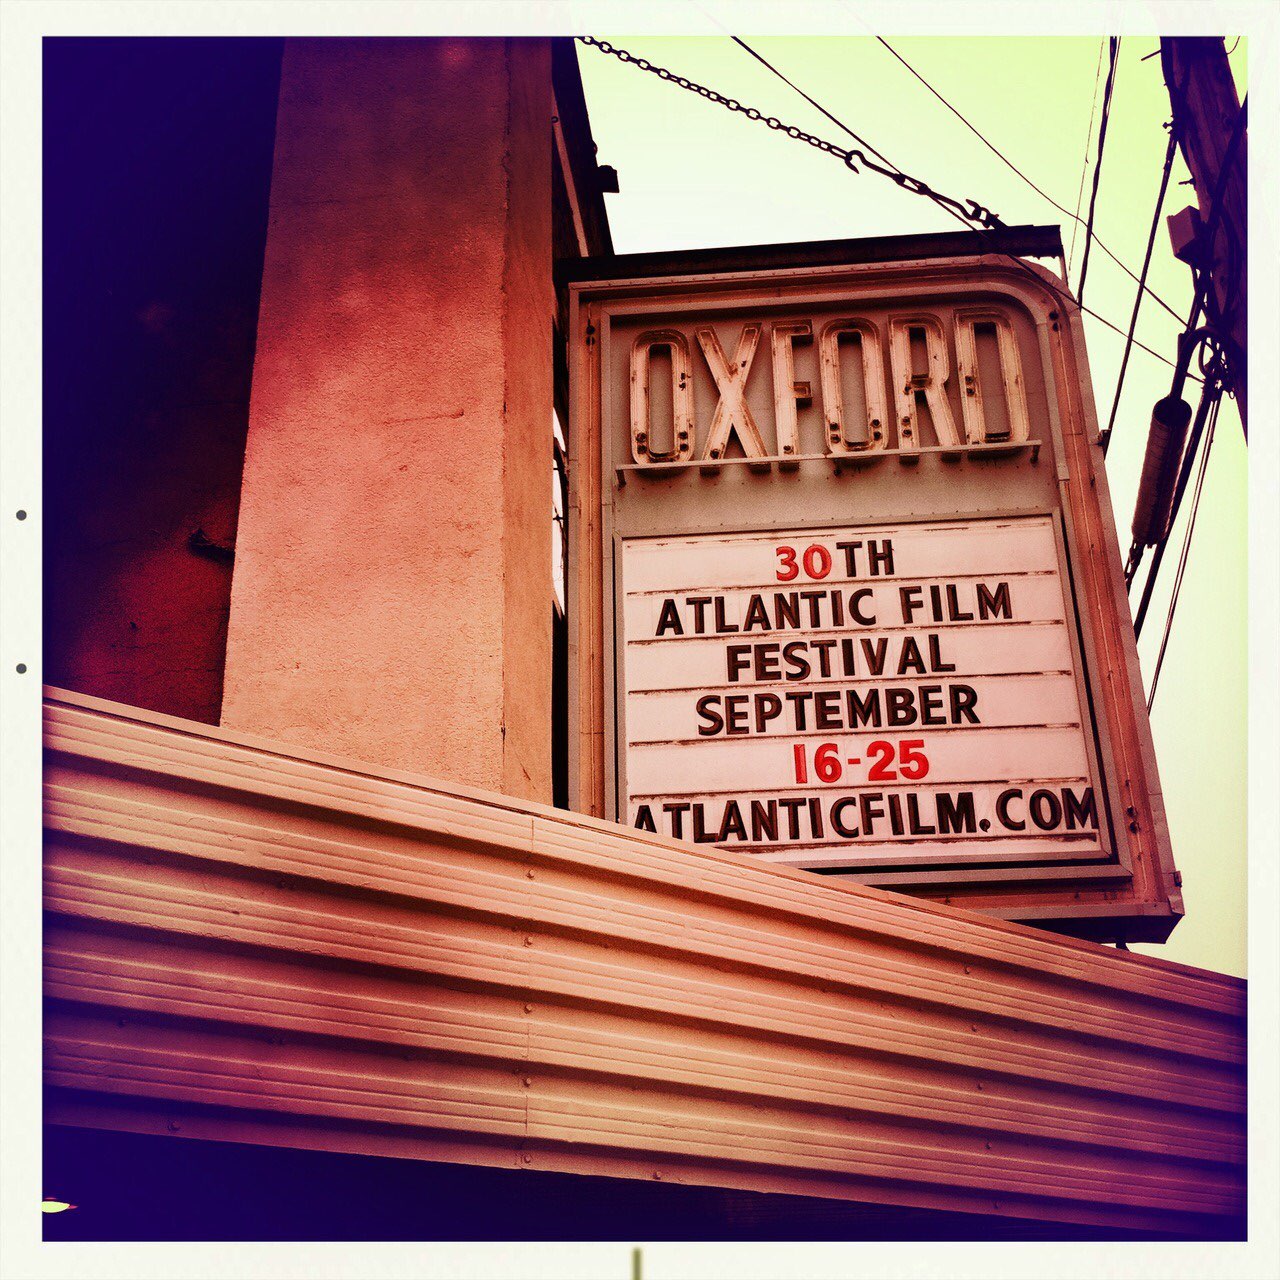 OXFORD
30TH
ATLANTIC FILM
FESTIVAL
SEPTEMBER
16-25
ATLANTICFILM.COM